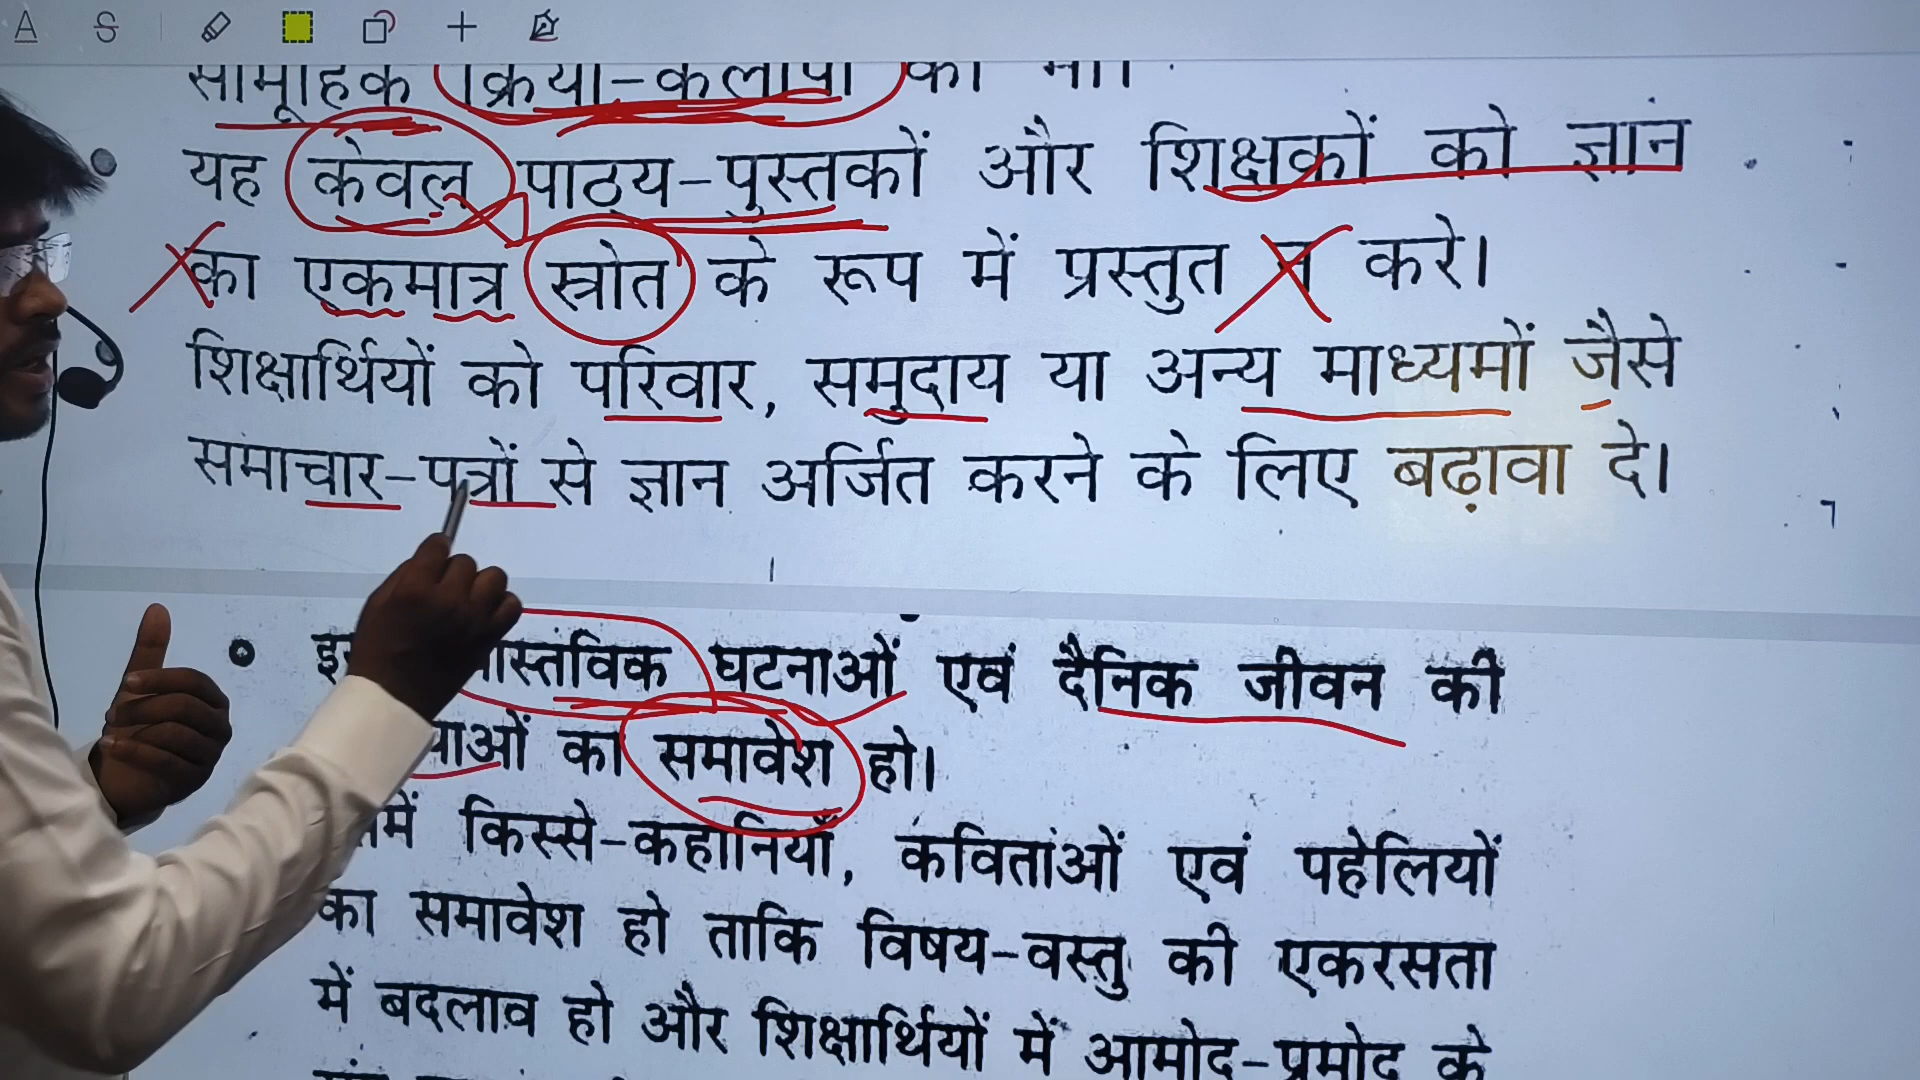 सामूहिक क्रिया-कलापों
यह केवल पाठ्य-पुस्तकों और शिक्षकों को ज्ञान
का एकमात्र स्रोत के रूप में प्रस्तुत न करे।
शिक्षार्थियों को परिवार, समुदाय या अन्य माध्यमों जैसे
समाचार-पत्रों से ज्ञान अर्जित करने के लिए बढ़ावा दे।
वास्तविक घटनाओं एवं दैनिक जीवन की
का समावेश हो।
किस्से-कहानियाँ, कविताओं एवं पहेलियों
का समावेश हो ताकि विषय-वस्तु की एकरसता
में बदलाव हो और शिक्षार्थियों में आमोद-प्रमोद के